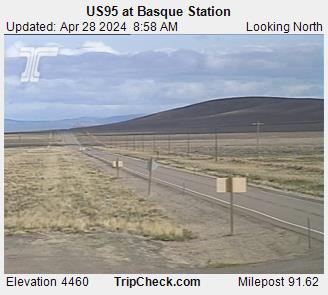 US95 at Basque Station
Updated: Apr 28 2024 8:58 AM Looking North
Elevation 4460 TripCheck.com Milepost 91.62